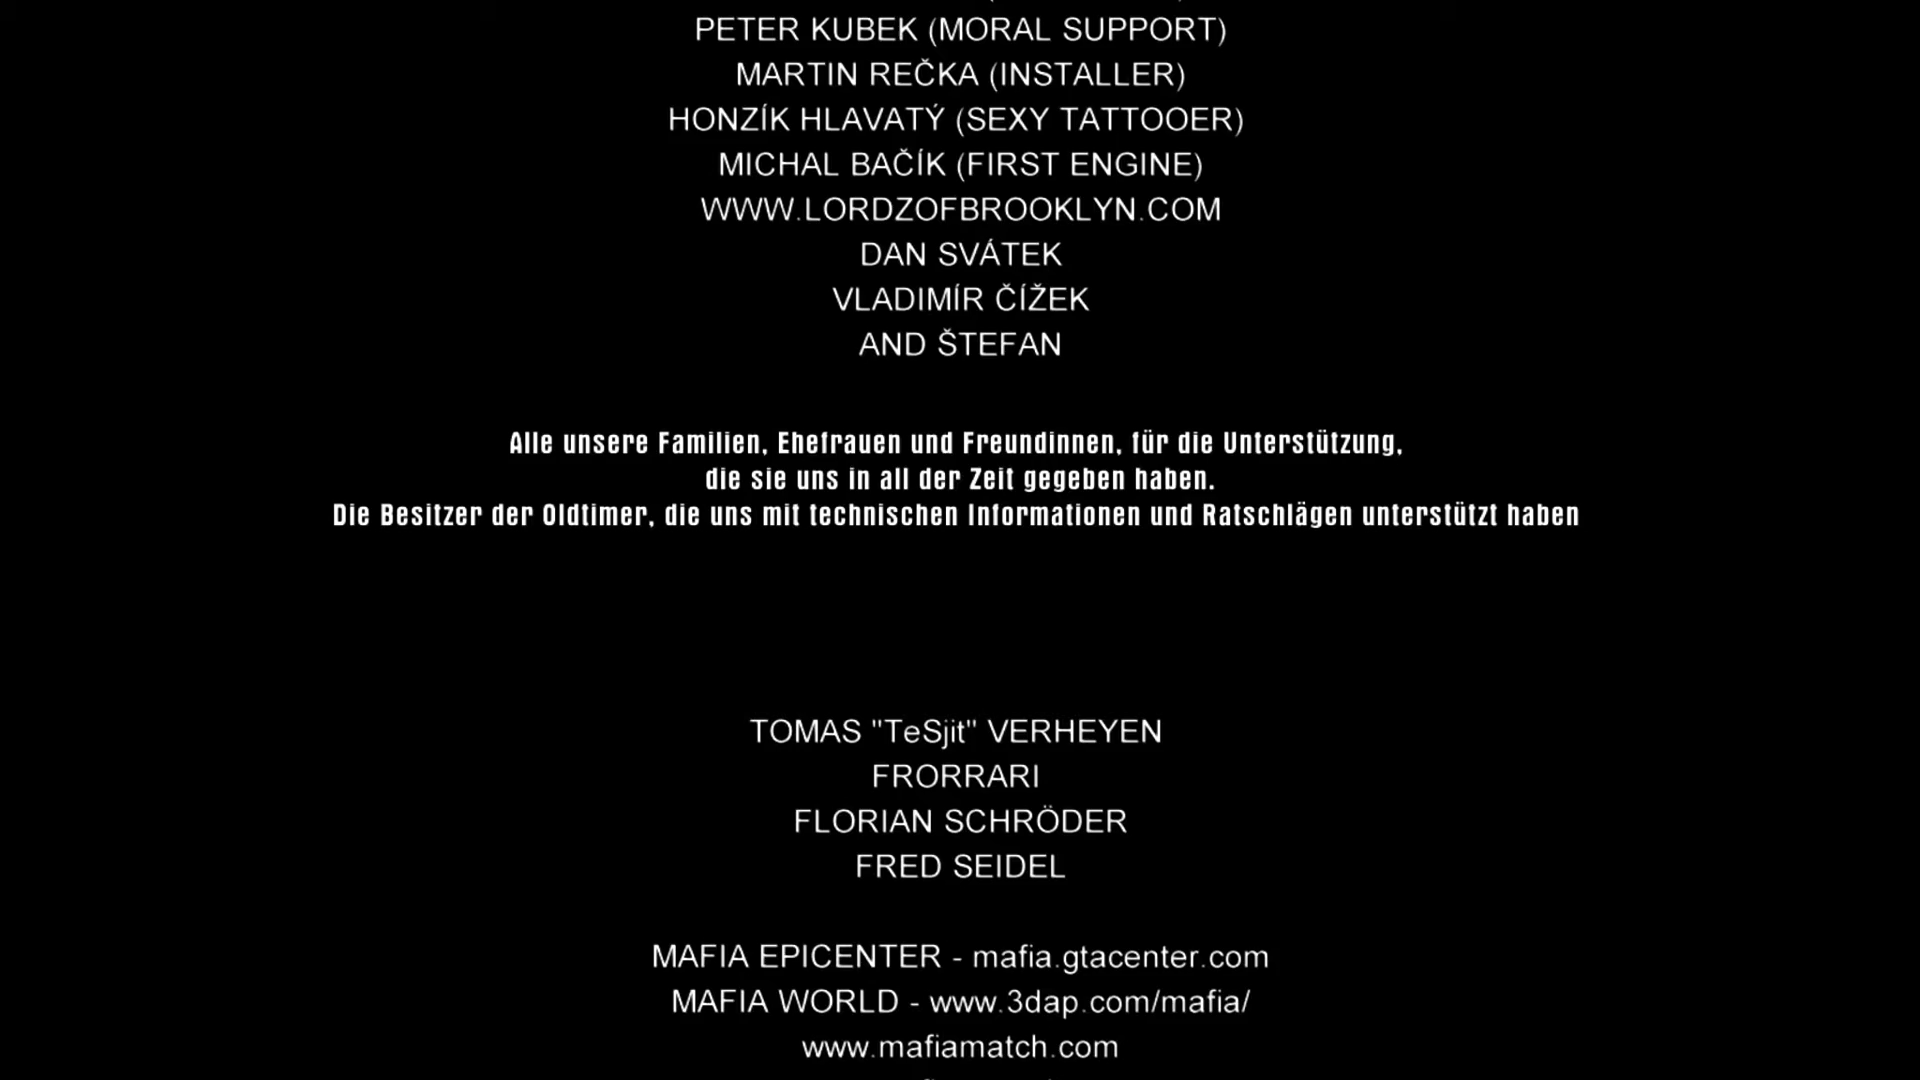 PETER KUBEK (MORAL SUPPORT)
MARTIN REČKA (INSTALLER)
HONZÍK HLAVATÝ (SEXY TATTOOER)
MICHAL BAČÍK (FIRST ENGINE)
WWW.LORDZOFBROOKLYN.COM
DAN SVÁTEK
VLADIMÍR ČÍŽEK
AND ŠTEFAN
Alle unsere Familien, Ehefrauen und Freundinnen, für die Unterstützung,
die sie uns in all der Zeit gegeben haben.
Die Besitzer der Oldtimer, die uns mit technischen Informationen und Ratschlägen unterstützt haben
TOMAS "TeSjit" VERHEYEN
FRORRARI
FLORIAN SCHRÖDER
FRED SEIDEL
MAFIA EPICENTER - mafia.gtacenter.com
MAFIA WORLD - www.3dap.com/mafia/
www.mafiamatch.com